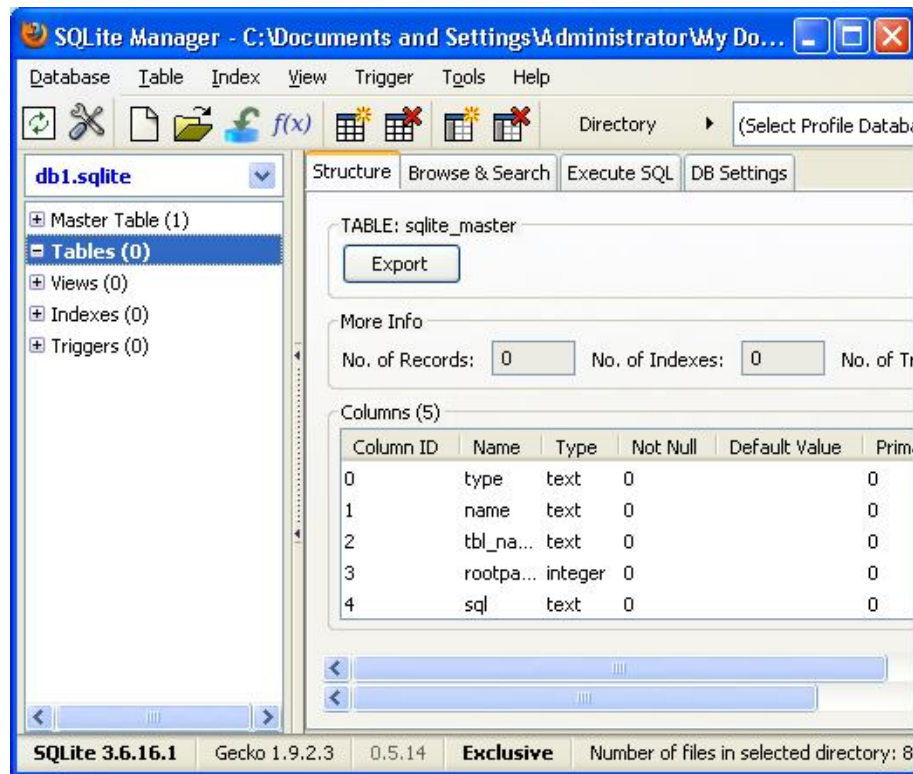 SQLite Manager - C:\Documents and Settings\Administrator\My Do...
Database Table Index View Trigger Tools Help
f(x) Directory (Select Profile Databa
db1.sqlite
Master Table (1)
Tables (0)
Views (0)
Indexes (0)
Triggers (0)
Structure Browse & Search Execute SQL DB Settings
TABLE: sqlite_master
Export
More Info
No. of Records: 0 No. of Indexes: 0 No. of Tr
Columns (5)
Column ID Name Type Not Null Default Value Prima
0 type text 0 0
1 name text 0 0
2 tbl_na... text 0 0
3 rootpa... integer 0 0
4 sql text 0 0
SQLite 3.6.16.1 Gecko 1.9.2.3 0.5.14 Exclusive Number of files in selected directory: 8